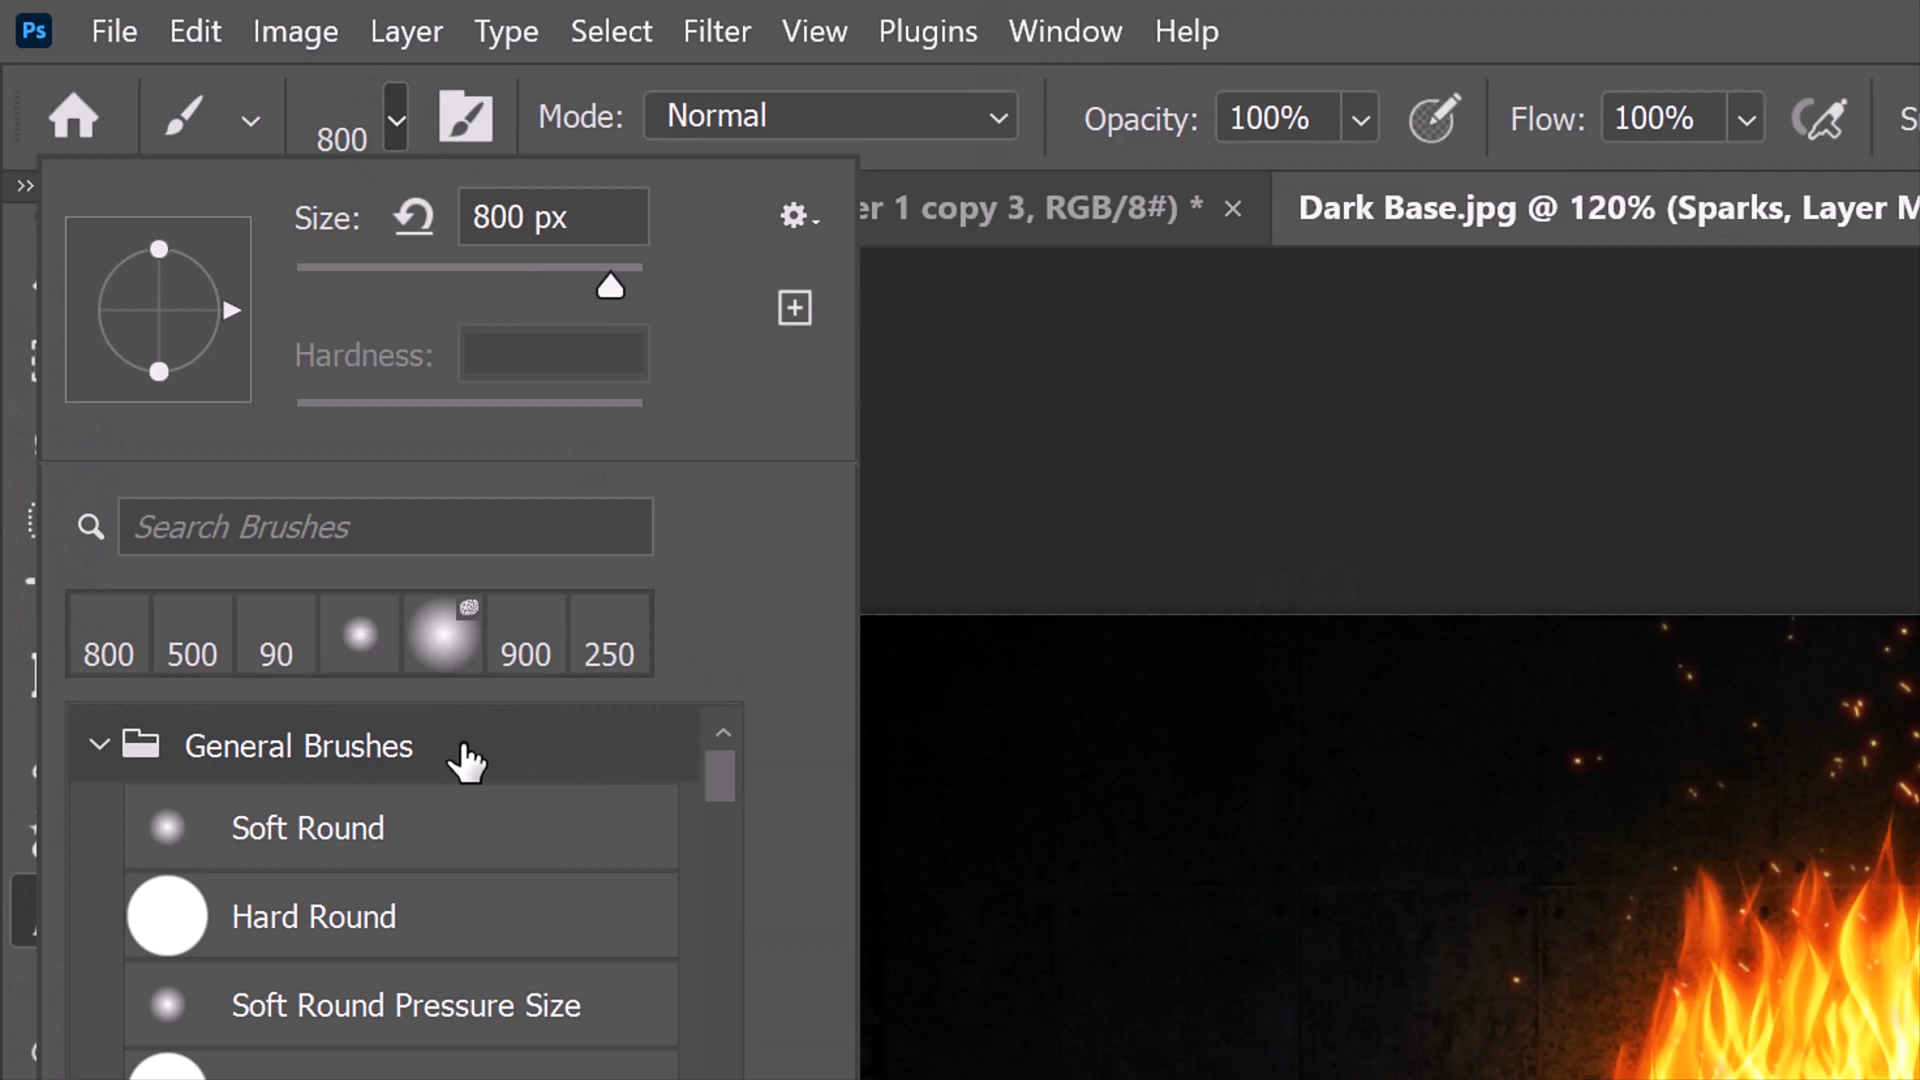 Ps File Edit Image Layer Type Select Filter View Plugins Window Help
800 Mode: Normal Opacity: 100% Flow: 100% S
er 1 copy 3, RGB/8#) * × Dark Base.jpg @ 120% (Sparks, Layer M
Size: 800 px
Hardness:
Search Brushes
800 500 90 900 250
General Brushes
Soft Round
Hard Round
Soft Round Pressure Size